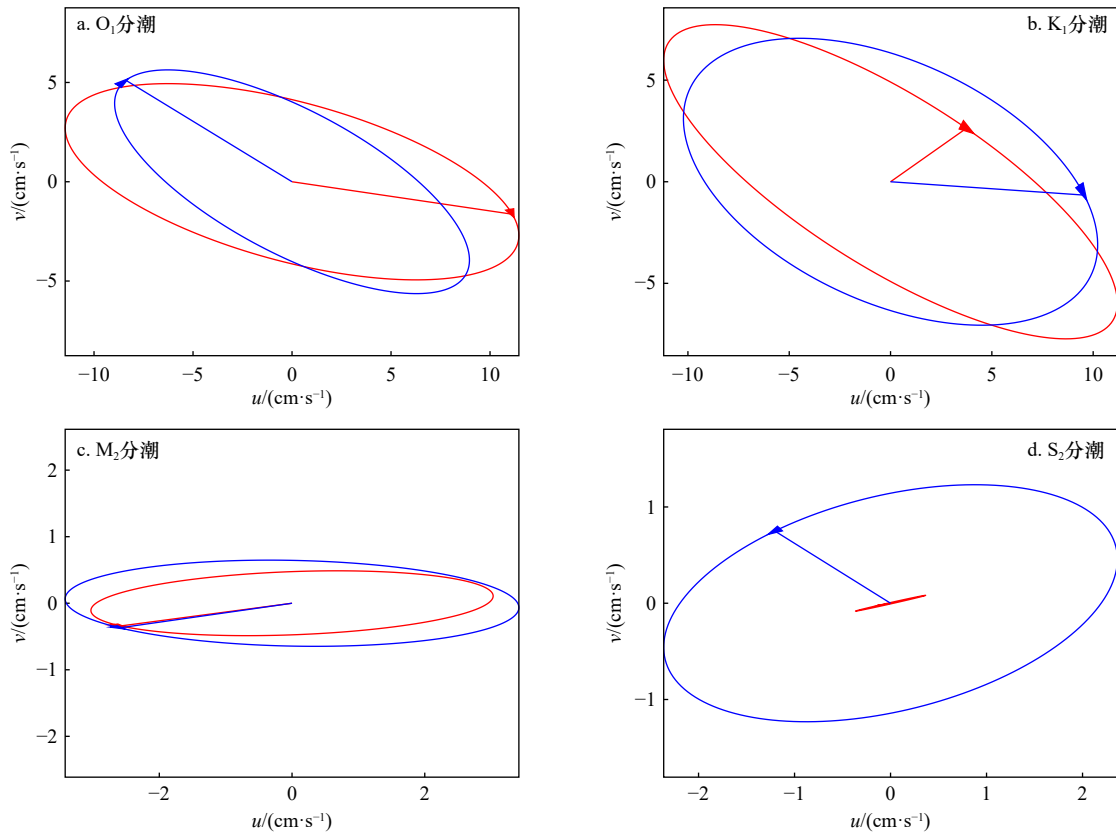 a. O₁分潮
5
0
−5
v/(cm·s⁻¹)
−10
−5
0
5
10
u/(cm·s⁻¹)
b. K₁分潮
5
0
−5
v/(cm·s⁻¹)
−10
−5
0
5
10
u/(cm·s⁻¹)
c. M₂分潮
2
1
0
−1
−2
v/(cm·s⁻¹)
−2
0
2
u/(cm·s⁻¹)
d. S₂分潮
1
0
−1
v/(cm·s⁻¹)
−2
−1
0
1
2
u/(cm·s⁻¹)